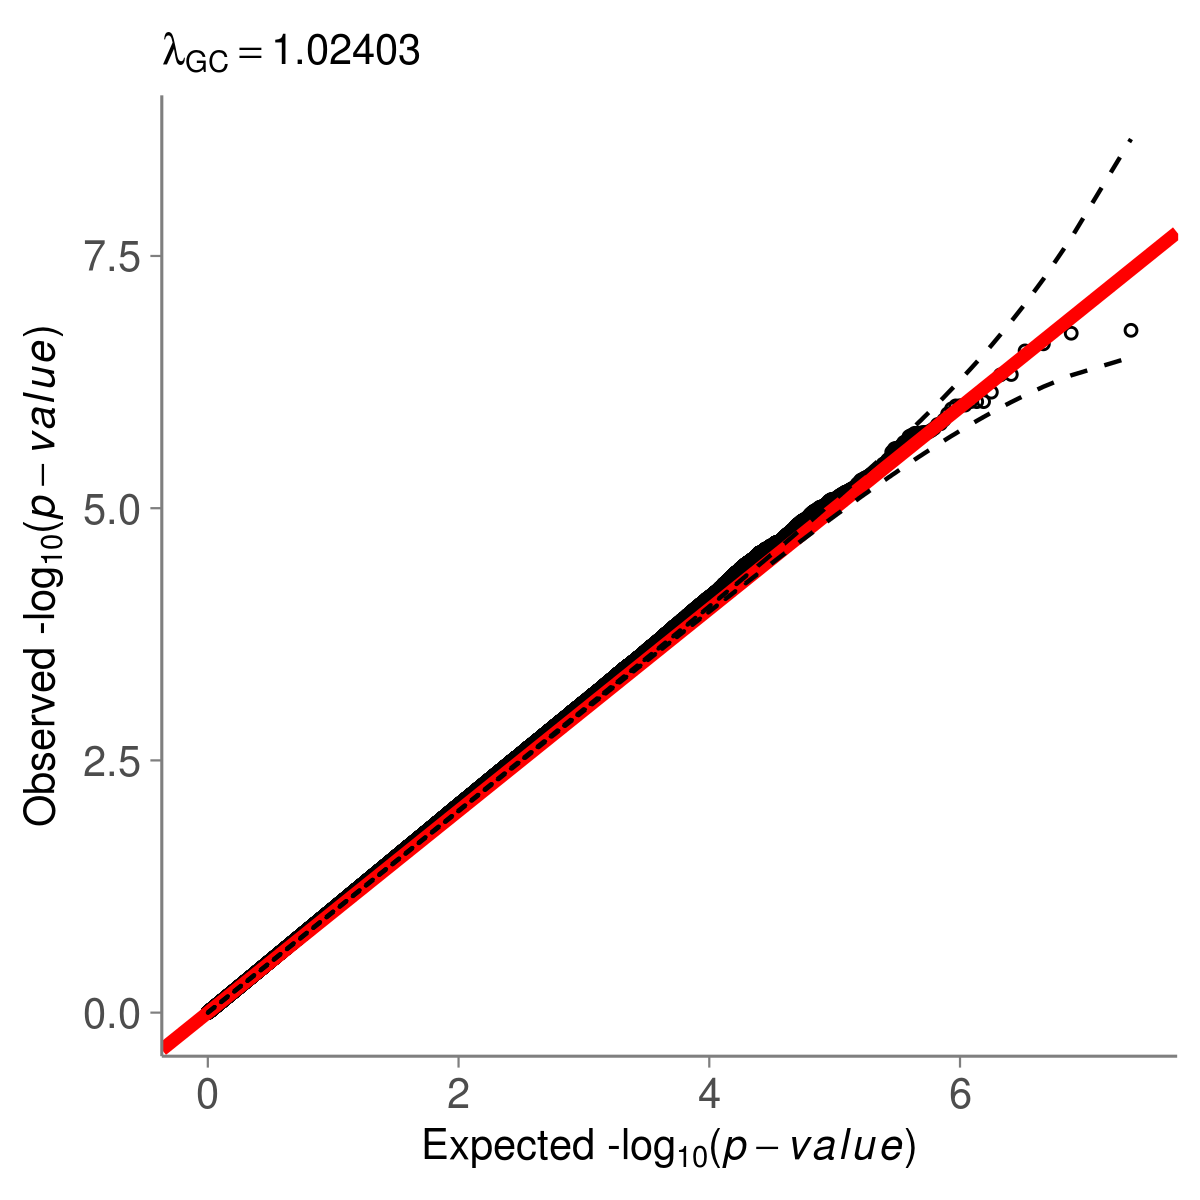 λGC = 1.02403
Observed -log10(p − value)
7.5
5.0
2.5
0.0
0 2 4 6
Expected -log10(p − value)